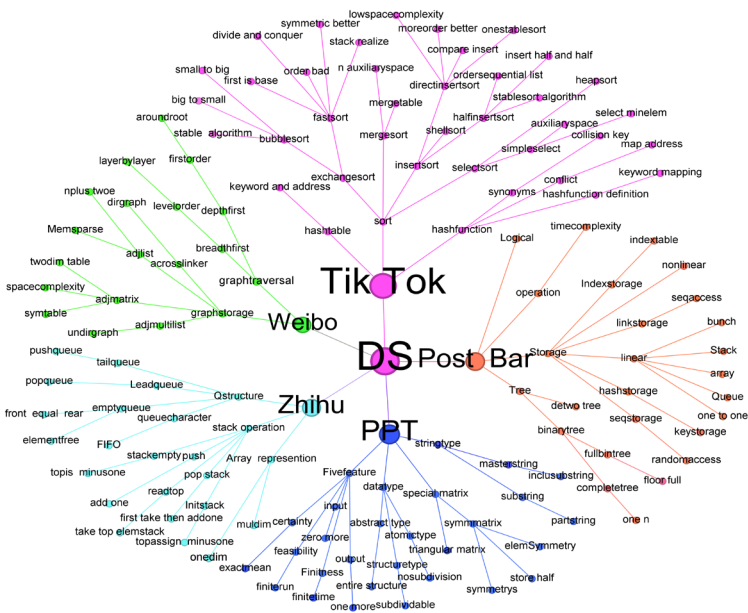 lowspacecomplexity
symmetric better
moreorder better
onestablesort
divide and conquer
stack realize
compare insert
insert half and half
small to big
order bad
n auxiliaryspace
ordersequential list
heapsort
first is base
directinsertsort
big to small
mergetable
stablesort algorithm
aroundroot
fastsort
halfinsertsort
select minelem
stable algorithm
bubblesort
mergesort
shellsort
auxiliaryspace
collision key
layerbylayer
firstorder
exchangesort
insertsort
selectsort
simpleselect
map address
nplus twoe
keyword and address
synonyms
conflict
keyword mapping
dirgraph
levelorder
depthfirst
hashfunction definition
Memsparse
hashtable
sort
hashfunction
timecomplexity
adjlist
breadthfirst
Logical
indextable
twodim table
acrosslinker
graphtraversal
Tik Tok
operation
Indexstorage
nonlinear
spacecomplexity
adjmatrix
seqaccess
symtable
graphstorage
Weibo
linkstorage
bunch
undirgraph
adjmultilist
DS
Post Bar
Storage
linear
Stack
pushqueue
tailqueue
array
popqueue
Leadqueue
Qstructure
Zhihu
Tree
hashstorage
Queue
front equal rear
emptyqueue
queuecharacter
detwo tree
seqstorage
one to one
stack operation
PPT
binarytree
keystorage
elementfree
FIFO
stringtype
stackempty
push
Array represention
fullbintree
randomaccess
topis minusone
pop stack
Fivefeature
masterstring
inclusubstring
floor full
readtop
datatype
special matrix
substring
completetree
add one
Initstack
input
first take then addone
muldim
certainty
abstract type
symmmatrix
partstring
one n
take top elemstack
zero more
atomictype
topassign minusone
feasibility
triangular matrix
elemSymmetry
onedim
output
structuretype
exactmean
Finitness
nosubdivision
store half
finiterun
entire structure
symmetrys
finitetime
one more
subdividable